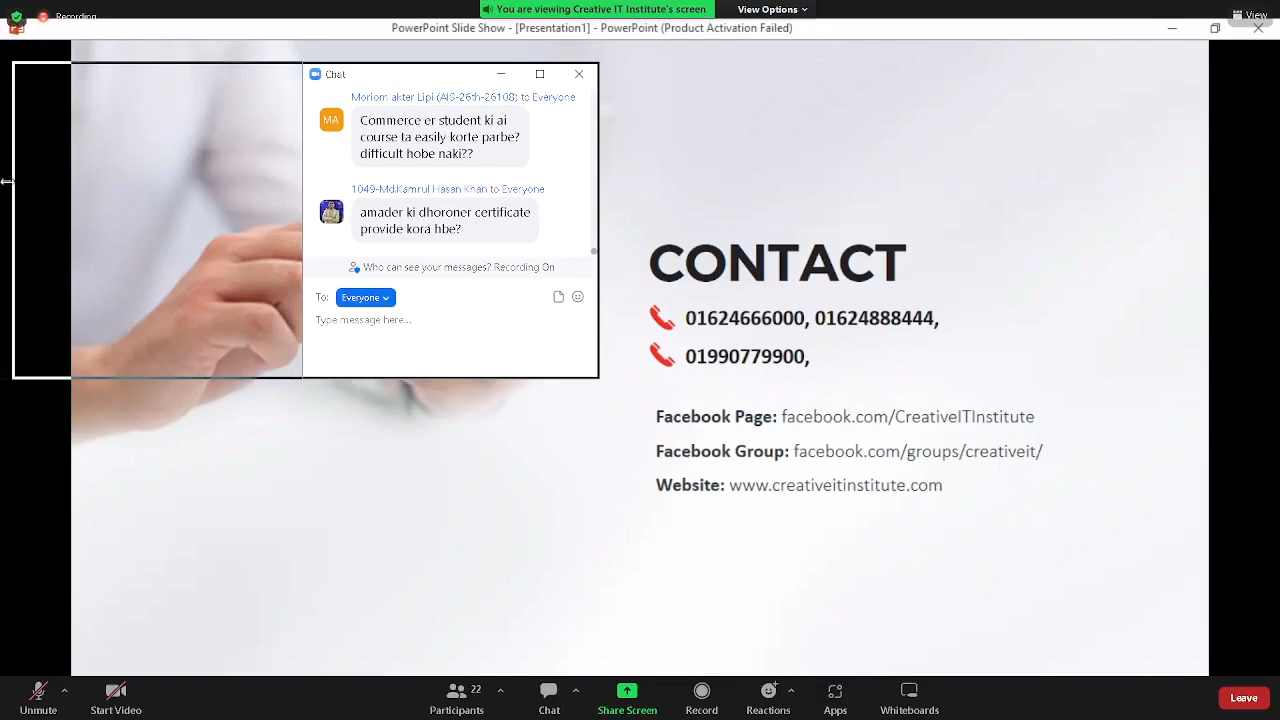 Recording
You are viewing Creative IT Institute's screen
View Options
View
PowerPoint Slide Show - [Presentation1] - PowerPoint (Product Activation Failed)
Chat
Moriom akter Lipi (AIS-26th-26108) to Everyone
MA
Commerce er student ki ai
course ta easily korte parbe?
difficult hobe naki??
1049-Md.Kamrul Hasan Khan to Everyone
amader ki dhoroner certificate
provide kora hbe?
Who can see your messages? Recording On
To: Everyone
Type message here...
CONTACT
01624666000, 01624888444,
01990779900,
Facebook Page: facebook.com/CreativeITInstitute
Facebook Group: facebook.com/groups/creativeit/
Website: www.creativeitinstitute.com
Unmute
Start Video
22
Participants
Chat
Share Screen
Record
Reactions
Apps
Whiteboards
Leave